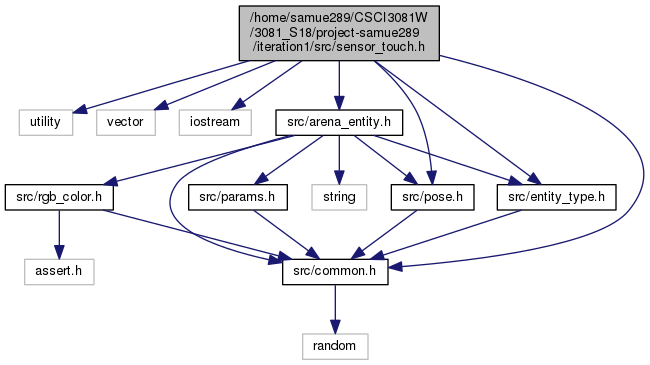 /home/samue289/CSCI3081W
/3081_S18/project-samue289
/iteration1/src/sensor_touch.h
utility
vector
iostream
src/arena_entity.h
src/rgb_color.h
src/params.h
string
src/pose.h
src/entity_type.h
assert.h
src/common.h
random